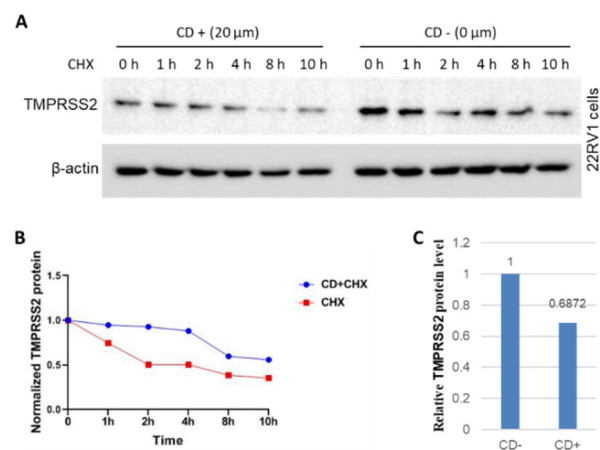 A
CD + (20 µm) CD - (0 µm)
CHX 0 h 1 h 2 h 4 h 8 h 10 h 0 h 1 h 2 h 4 h 8 h 10 h
TMPRSS2
β-actin
22RV1 cells
B
Normalized TMPRSS2 protein
1.5
1.0
0.5
0.0
0 1h 2h 4h 8h 10h
Time
CD+CHX
CHX
C
Relative TMPRSS2 protein level
1.2
1
0.8
0.6
0.4
0.2
0
1
0.6872
CD- CD+